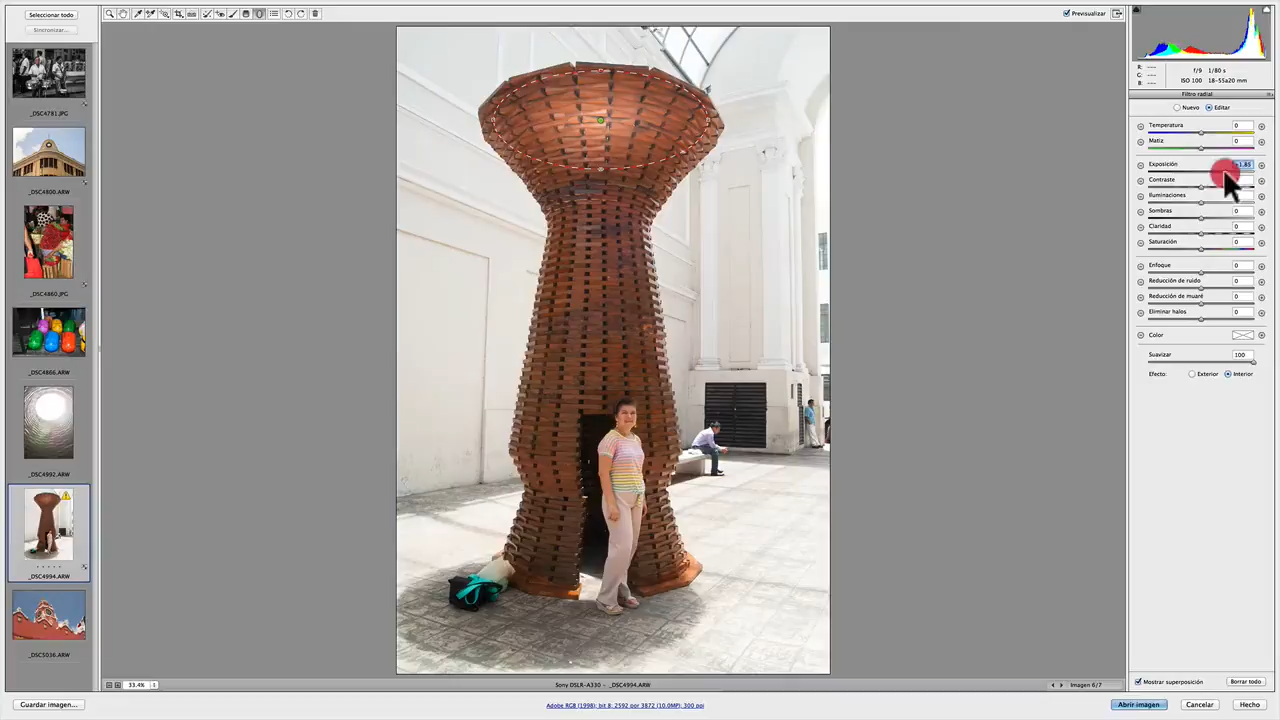 Seleccionar todo
Sincronizar...
_DSC4781.JPG
_DSC4800.ARW
_DSC4860.JPG
_DSC4866.ARW
_DSC4992.ARW
_DSC4994.ARW
_DSC5036.ARW
Guardar imagen...
Previsualizar
33.4%
Sony DSLR-A330 - _DSC4994.ARW
Imagen 6/7
Adobe RGB (1998); bit 8; 2592 por 3872 (10.0MP); 300 ppi
R: ---
G: ---
B: ---
f/9 1/80 s
ISO 100 18-55a20 mm
Filtro radial
Nuevo Editar
Temperatura 0
Matiz 0
Exposición
Contraste
Iluminaciones
Sombras 0
Claridad 0
Saturación 0
Enfoque 0
Reducción de ruido 0
Reducción de muaré 0
Eliminar halos 0
Color
Suavizar 100
Efecto: Exterior Interior
Mostrar superposición Borrar todo
Abrir imagen Cancelar Hecho